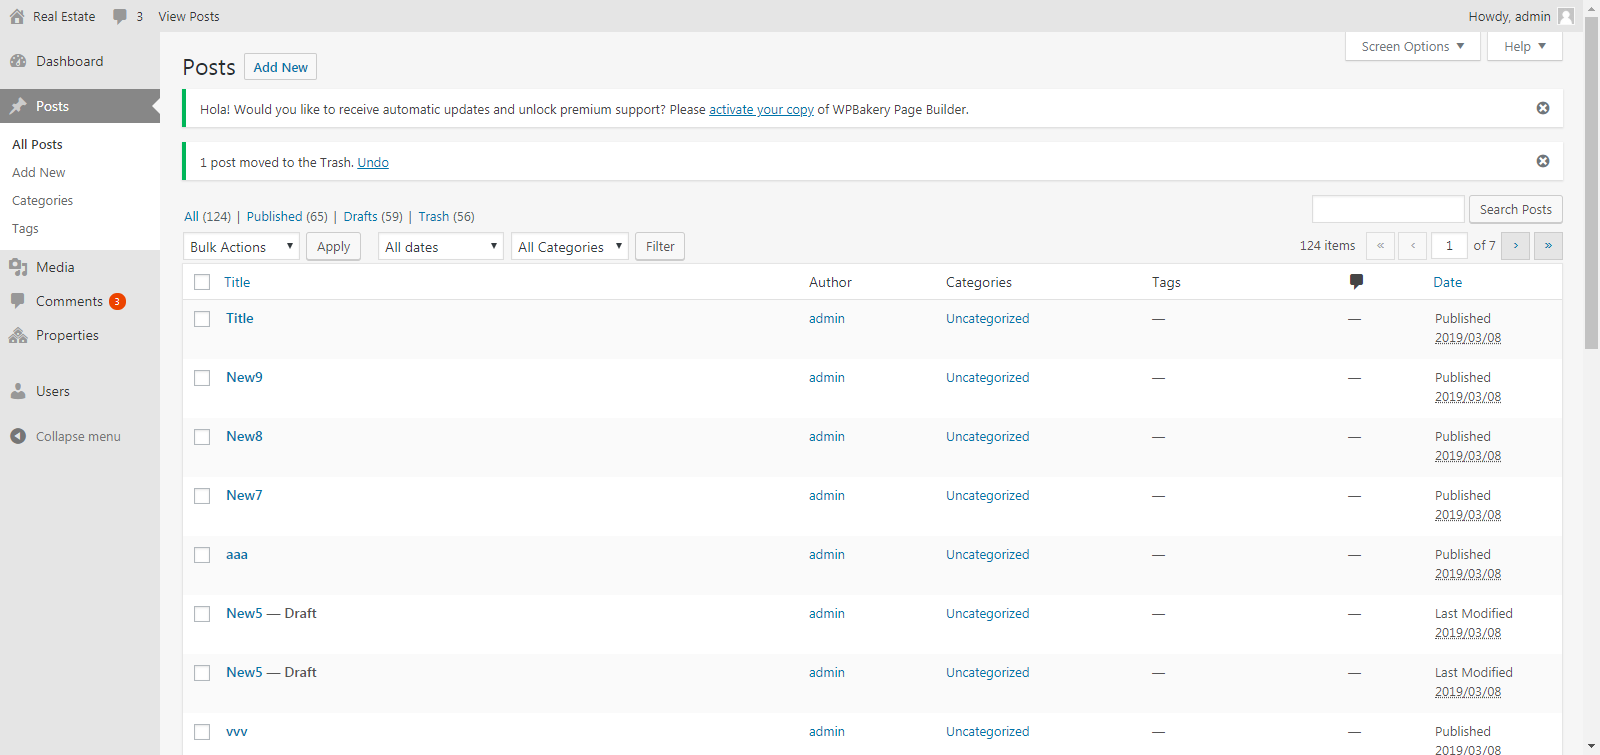 Real Estate 3 View Posts Howdy, admin
Dashboard
Posts
All Posts
Add New
Categories
Tags
Media
Comments 3
Properties
Users
Collapse menu
Screen Options Help
Posts Add New
Hola! Would you like to receive automatic updates and unlock premium support? Please activate your copy of WPBakery Page Builder.
1 post moved to the Trash. Undo
All (124) | Published (65) | Drafts (59) | Trash (56)
Search Posts
Bulk Actions Apply All dates All Categories Filter 124 items « ‹ 1 of 7 › »
Title Author Categories Tags Date
Title admin Uncategorized — — Published
2019/03/08
New9 admin Uncategorized — — Published
2019/03/08
New8 admin Uncategorized — — Published
2019/03/08
New7 admin Uncategorized — — Published
2019/03/08
aaa admin Uncategorized — — Published
2019/03/08
New5 — Draft admin Uncategorized — — Last Modified
2019/03/08
New5 — Draft admin Uncategorized — — Last Modified
2019/03/08
vvv admin Uncategorized — — Published
2019/03/08